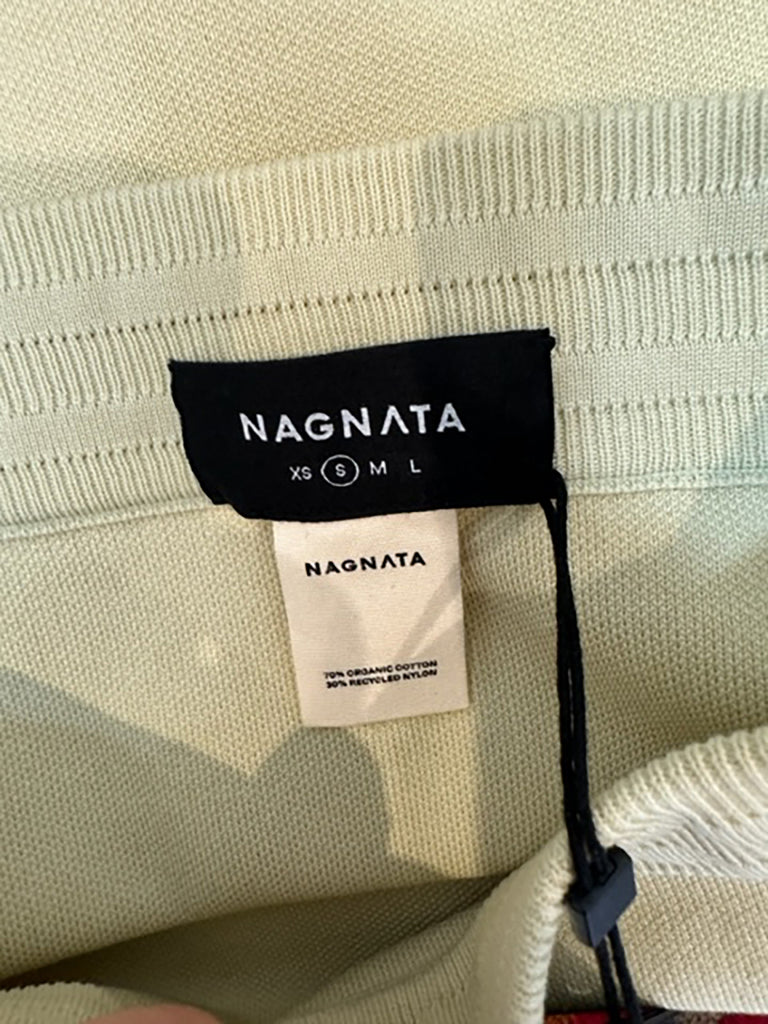 NAGNATA
XS S M L
NAGNATA
70% ORGANIC COTTON
30% RECYCLED NYLON